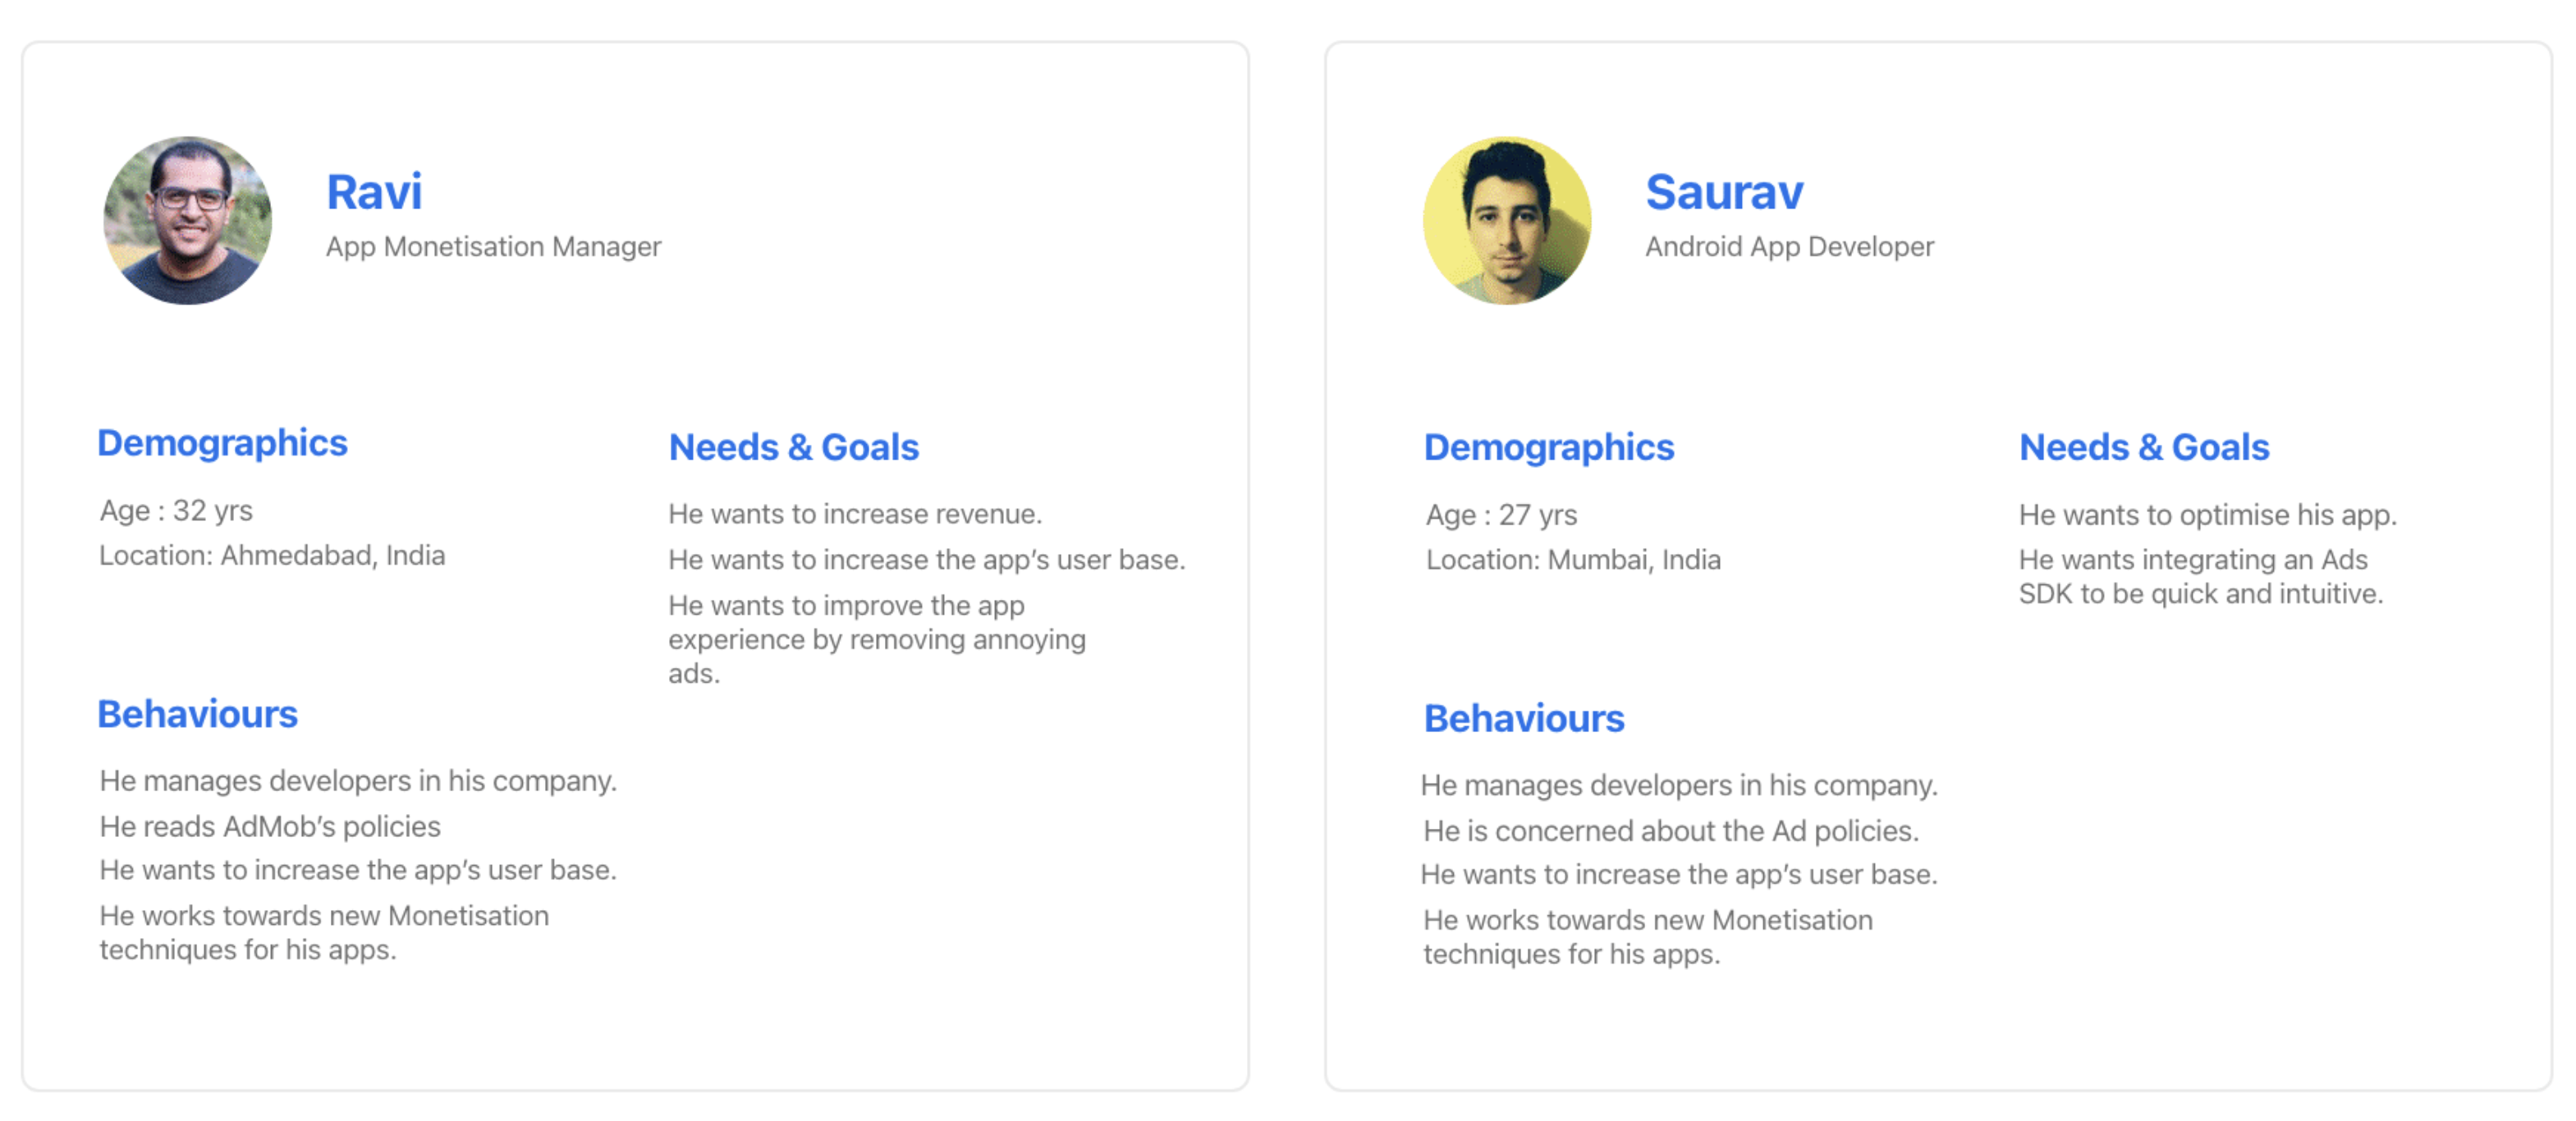 Ravi
App Monetisation Manager
Demographics
Age : 32 yrs
Location: Ahmedabad, India
Needs & Goals
He wants to increase revenue.
He wants to increase the app’s user base.
He wants to improve the app
experience by removing annoying
ads.
Behaviours
He manages developers in his company.
He reads AdMob’s policies
He wants to increase the app’s user base.
He works towards new Monetisation
techniques for his apps.
Saurav
Android App Developer
Demographics
Age : 27 yrs
Location: Mumbai, India
Needs & Goals
He wants to optimise his app.
He wants integrating an Ads
SDK to be quick and intuitive.
Behaviours
He manages developers in his company.
He is concerned about the Ad policies.
He wants to increase the app’s user base.
He works towards new Monetisation
techniques for his apps.